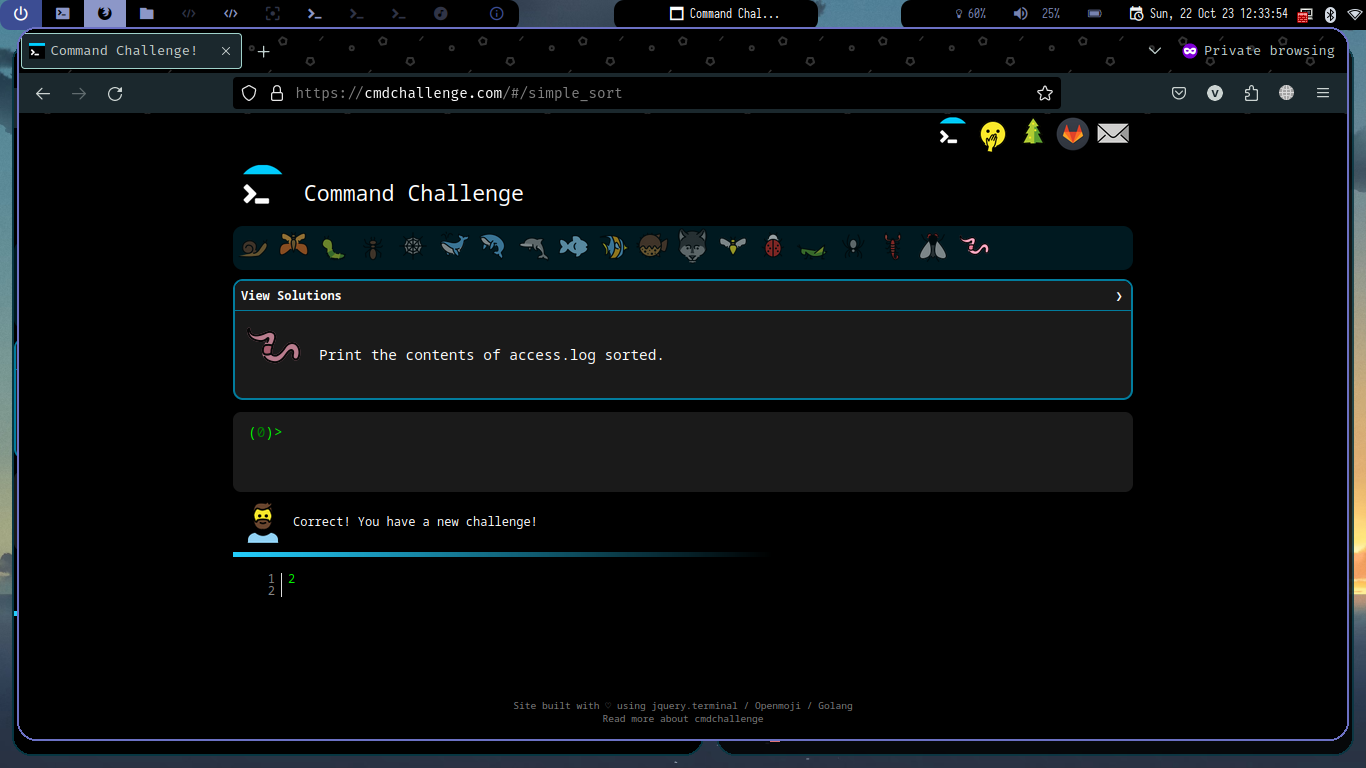 60% 25% Sun, 22 Oct 23 12:33:54
Command Chal...
Command Challenge!
Private browsing
https://cmdchallenge.com/#/simple_sort
V
Command Challenge
View Solutions
Print the contents of access.log sorted.
(0)>
Correct! You have a new challenge!
1 2
2
Site built with ♡ using jquery.terminal / Openmoji / Golang
Read more about cmdchallenge